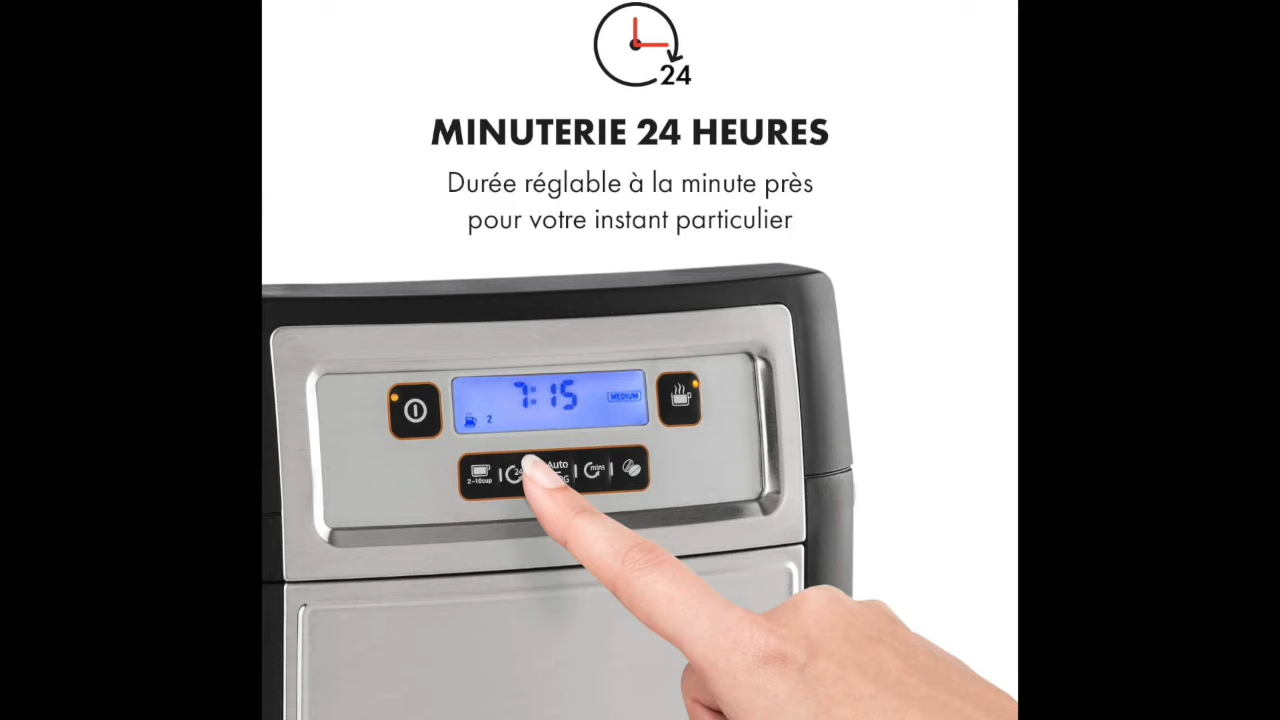 24
MINUTERIE 24 HEURES
Durée réglable à la minute près
pour votre instant particulier
7:15
MEDIUM
2
2-10cup
24
Auto
mins